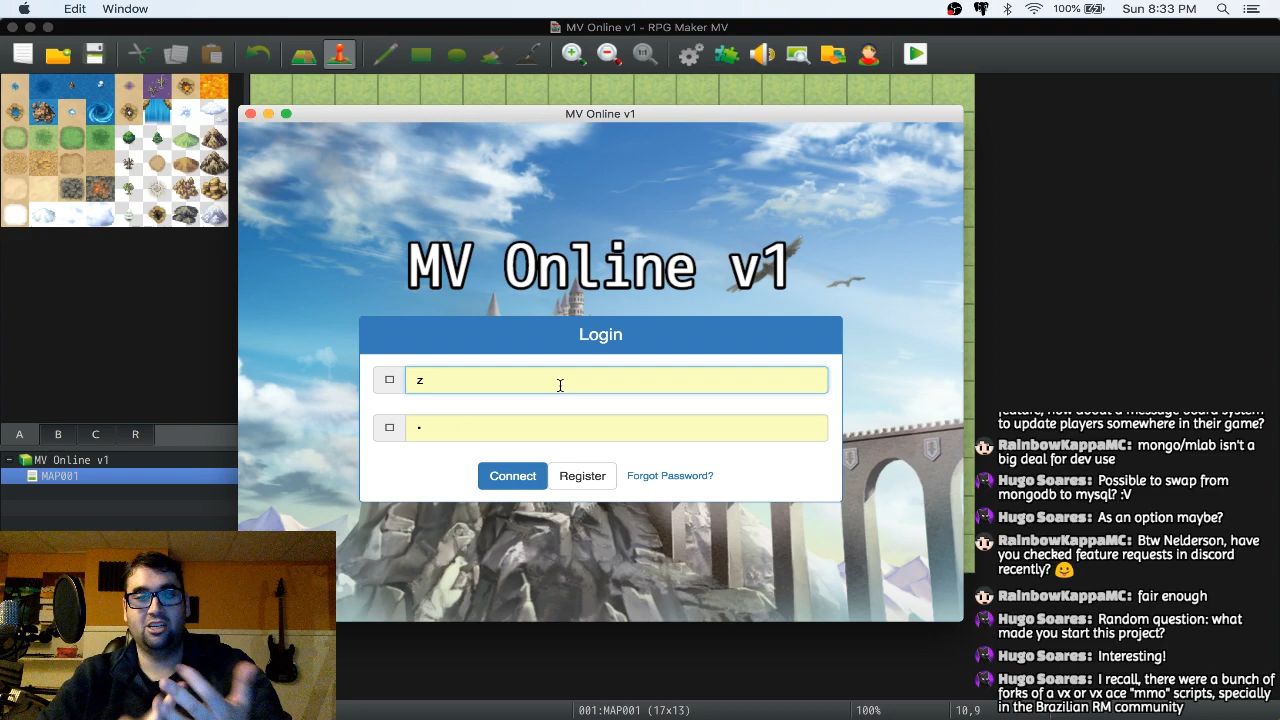 Edit Window
100% Sun 8:33 PM
MV Online v1 - RPG Maker MV
1:1
MV Online v1
MV Online v1
Login
z
Connect Register Forgot Password?
A B C R
MV Online v1
MAP001
to update players somewhere in their game?
RainbowKappaMC: mongo/mlab isn't a
big deal for dev use
Hugo Soares: Possible to swap from
mongodb to mysql? :V
Hugo Soares: As an option maybe?
RainbowKappaMC: Btw Nelderson, have
you checked feature requests in discord
recently?
RainbowKappaMC: fair enough
Hugo Soares: Random question: what
made you start this project?
Hugo Soares: Interesting!
Hugo Soares: I recall, there were a bunch of
forks of a vx or vx ace "mmo" scripts, specially
in the Brazilian RM community
001:MAP001 (17x13) 100% 10,9